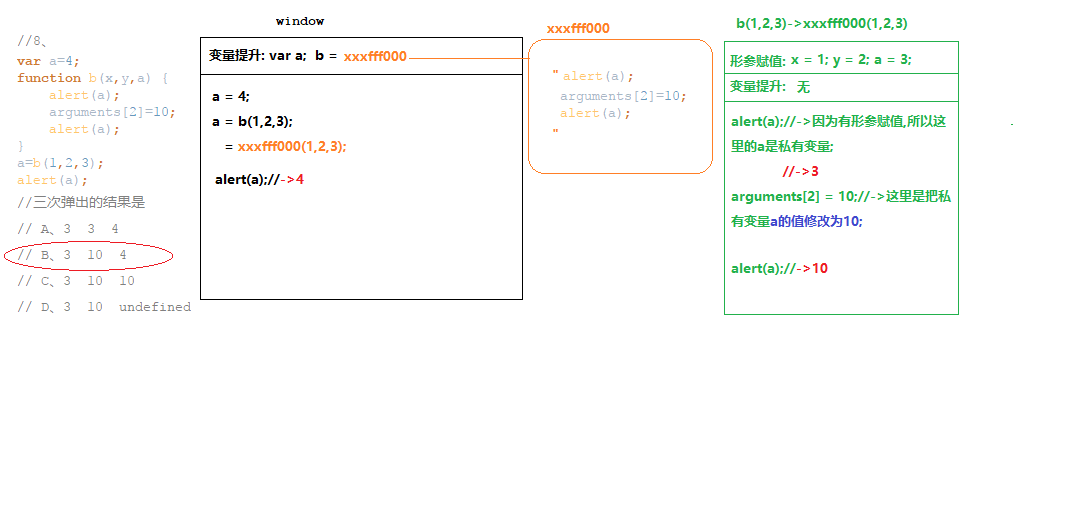 //8、
var a=4;
function b(x,y,a) {
alert(a);
arguments[2]=10;
alert(a);
}
a=b(1,2,3);
alert(a);
//三次弹出的结果是
// A、3 3 4
// B、3 10 4
// C、3 10 10
// D、3 10 undefined
window
变量提升: var a; b = xxxfff000
a = 4;
a = b(1,2,3);
= xxxfff000(1,2,3);
alert(a);//->4
xxxfff000
" alert(a);
arguments[2]=10;
alert(a);
"
b(1,2,3)->xxxfff000(1,2,3)
形参赋值: x = 1; y = 2; a = 3;
变量提升: 无
alert(a);//->因为有形参赋值,所以这
里的a是私有变量;
//->3
arguments[2] = 10;//->这里是把私
有变量a的值修改为10;
alert(a);//->10